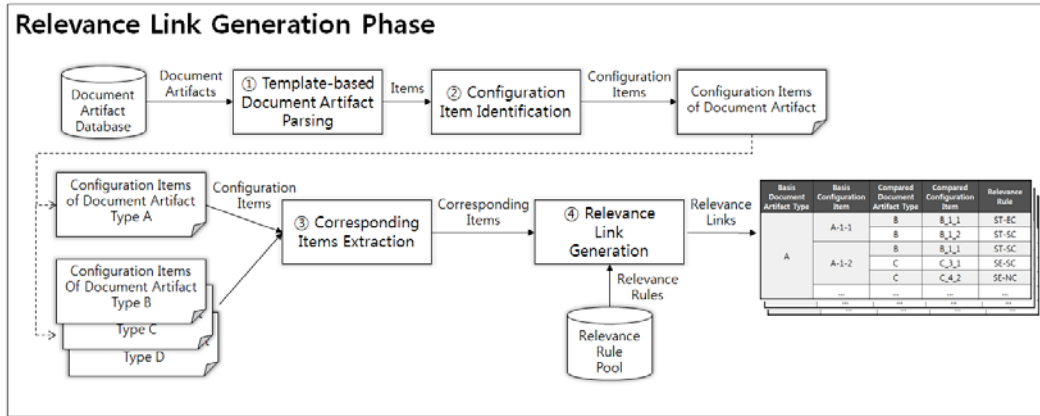 Relevance Link Generation Phase
Document
Artifact
Database
Document
Artifacts
① Template-based
Document Artifact
Parsing
Items
② Configuration
Item Identification
Configuration
Items
Configuration Items
of Document Artifact
Configuration Items
of Document Artifact
Type A
Configuration
Items
Configuration Items
Of Document Artifact
Type B
Type C
Type D
③ Corresponding
Items Extraction
Corresponding
Items
④ Relevance
Link
Generation
Relevance
Rules
Relevance
Rule
Pool
Relevance
Links
Basis Document Artifact Type
Basis Configuration Item
Compared Document Artifact Type
Compared Configuration Item
Relevance Rule
A
A-1-1
B B_1_1 ST-EC
B B_1_2 ST-SC
A-1-2
B B_1_1 ST-SC
C C_3_1 SE-SC
C C_4_2 SE-NC
... ... ... ...
... ... ... ...